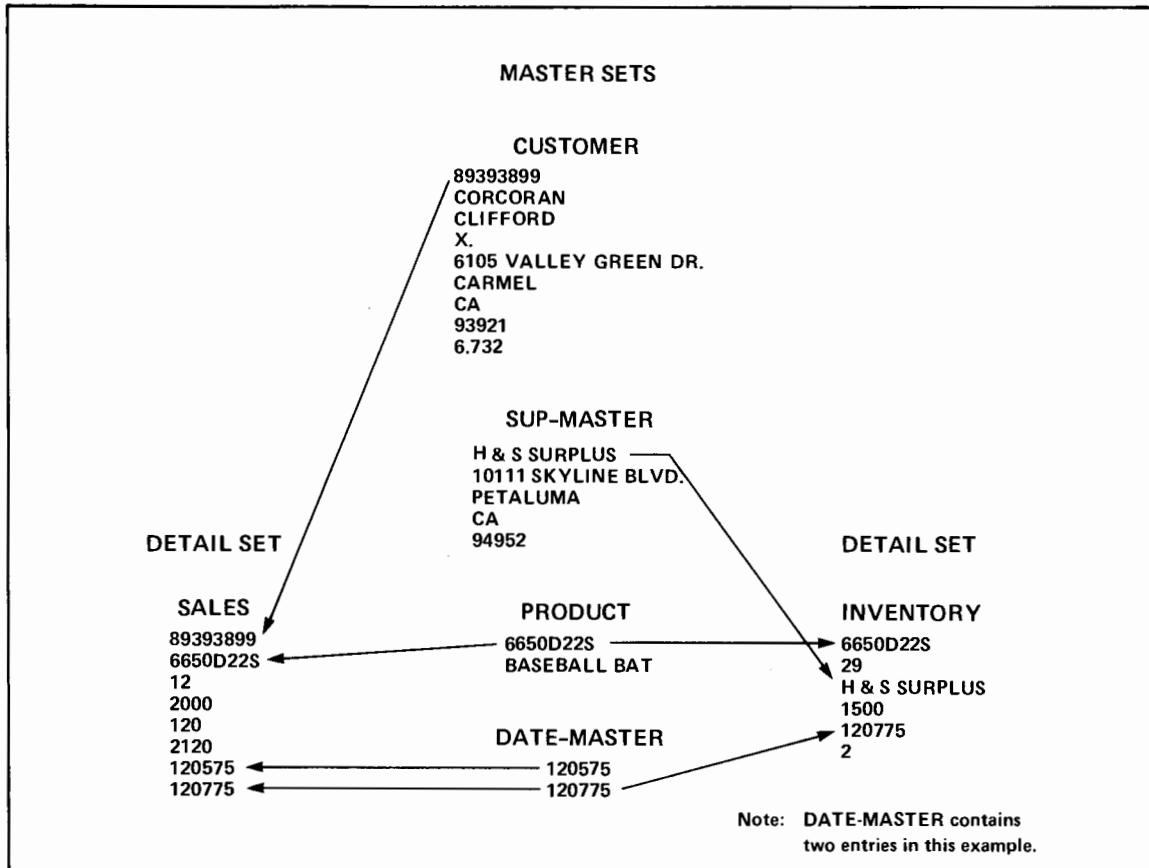 MASTER SETS
CUSTOMER
89393899
CORCORAN
CLIFFORD
X.
6105 VALLEY GREEN DR.
CARMEL
CA
93921
6.732
SUP-MASTER
H & S SURPLUS
10111 SKYLINE BLVD.
PETALUMA
CA
94952
DETAIL SET
SALES
89393899
6650D22S
12
2000
120
2120
120575
120775
PRODUCT
6650D22S
BASEBALL BAT
DATE-MASTER
120575
120775
DETAIL SET
INVENTORY
6650D22S
29
H & S SURPLUS
1500
120775
2
Note: DATE-MASTER contains
two entries in this example.